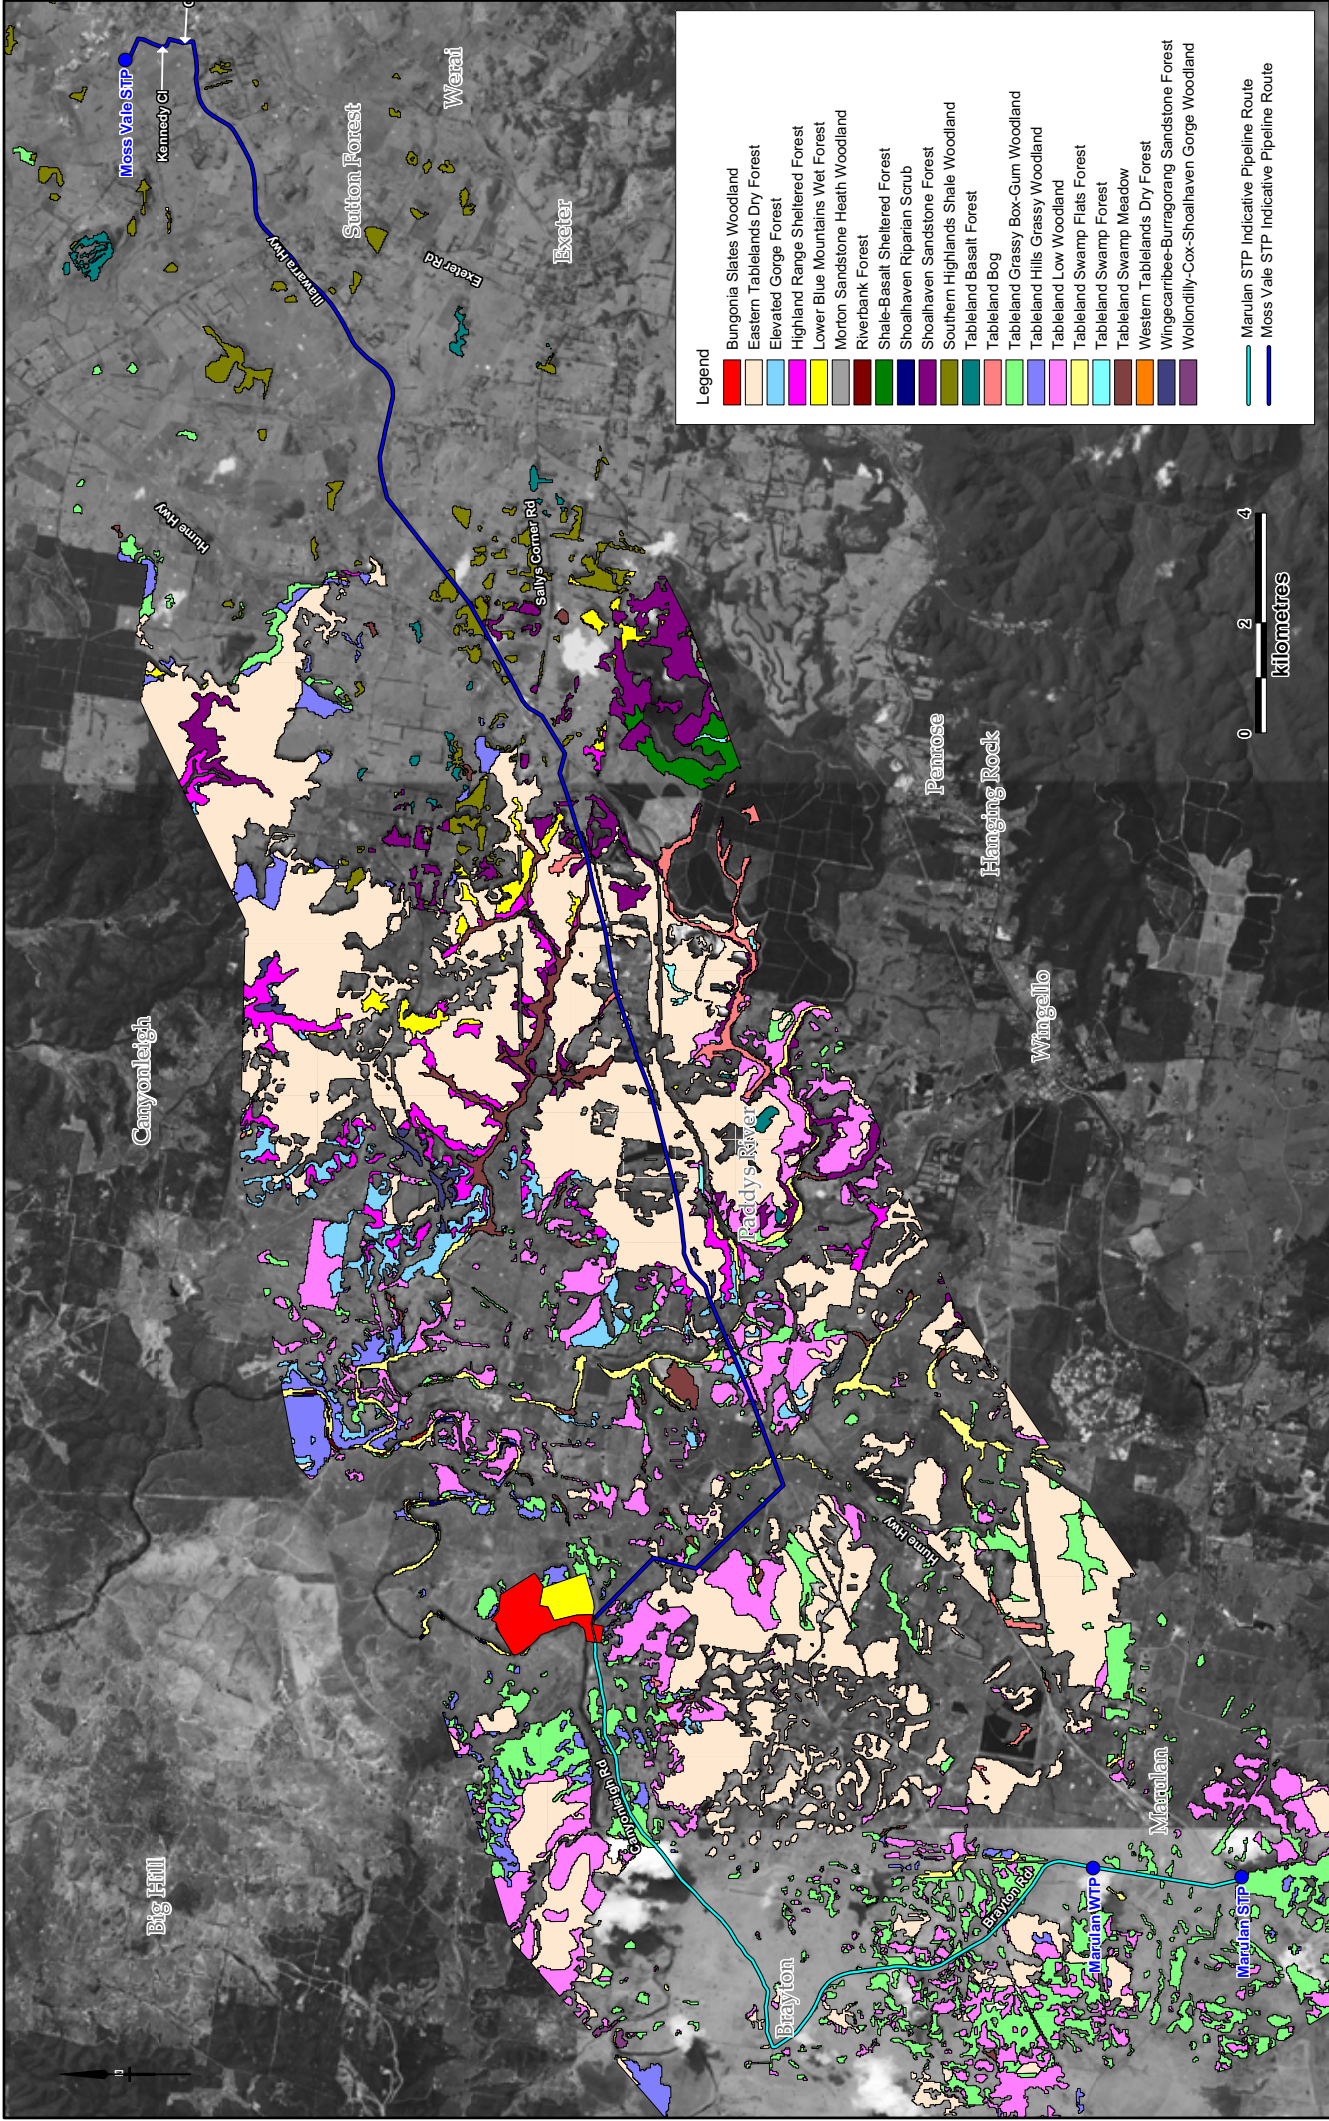 Moss Vale STP
Kennedy Cl
C
Werai
Sutton Forest
Exeter
Exeter Rd
Illawarra Hwy
Hume Hwy
Sallys Corner Rd
Canyonleigh
Penrose
Hanging Rock
Wingello
Paddys River
Hume Hwy
Canyonleigh Rd
Big Hill
Brayton
Brayton Rd
Marulan
Marulan WTP
Marulan STP
N
0 2 4
kilometres
Legend
Bungonia Slates Woodland
Eastern Tablelands Dry Forest
Elevated Gorge Forest
Highland Range Sheltered Forest
Lower Blue Mountains Wet Forest
Morton Sandstone Heath Woodland
Riverbank Forest
Shale-Basalt Sheltered Forest
Shoalhaven Riparian Scrub
Shoalhaven Sandstone Forest
Southern Highlands Shale Woodland
Tableland Basalt Forest
Tableland Bog
Tableland Grassy Box-Gum Woodland
Tableland Hills Grassy Woodland
Tableland Low Woodland
Tableland Swamp Flats Forest
Tableland Swamp Forest
Tableland Swamp Meadow
Western Tablelands Dry Forest
Wingecarribee-Burragorang Sandstone Forest
Wollondilly-Cox-Shoalhaven Gorge Woodland
Marulan STP Indicative Pipeline Route
Moss Vale STP Indicative Pipeline Route